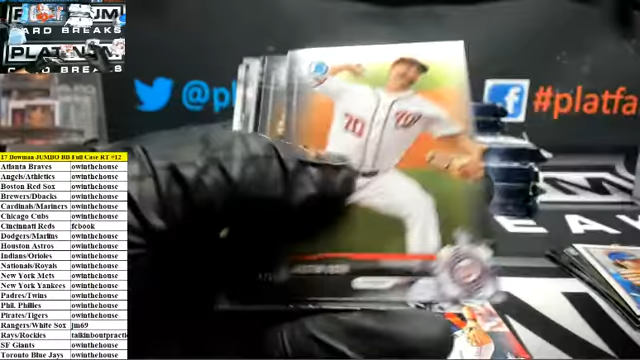 JM
CARD BREAKS
PLATINUM
CARD BREAKS
@pl
#platfa
70
17 Bowman JUMBO BB Full Case RT #12
Atlanta Braves owinthehouse
Angels/Athletics owinthehouse
Boston Red Sox owinthehouse
Brewers/Dbacks owinthehouse
Cardinals/Mariners owinthehouse
Chicago Cubs owinthehouse
Cincinnati Reds fcbook
Dodgers/Marlins owinthehouse
Houston Astros owinthehouse
Indians/Orioles owinthehouse
Nationals/Royals owinthehouse
New York Mets owinthehouse
New York Yankees owinthehouse
Padres/Twins owinthehouse
Phil. Phillies owinthehouse
Pirates/Tigers owinthehouse
Rangers/White Sox jm69
Rays/Rockies talkinboutpracti
SF Giants owinthehouse
Toronto Blue Jays owinthehouse